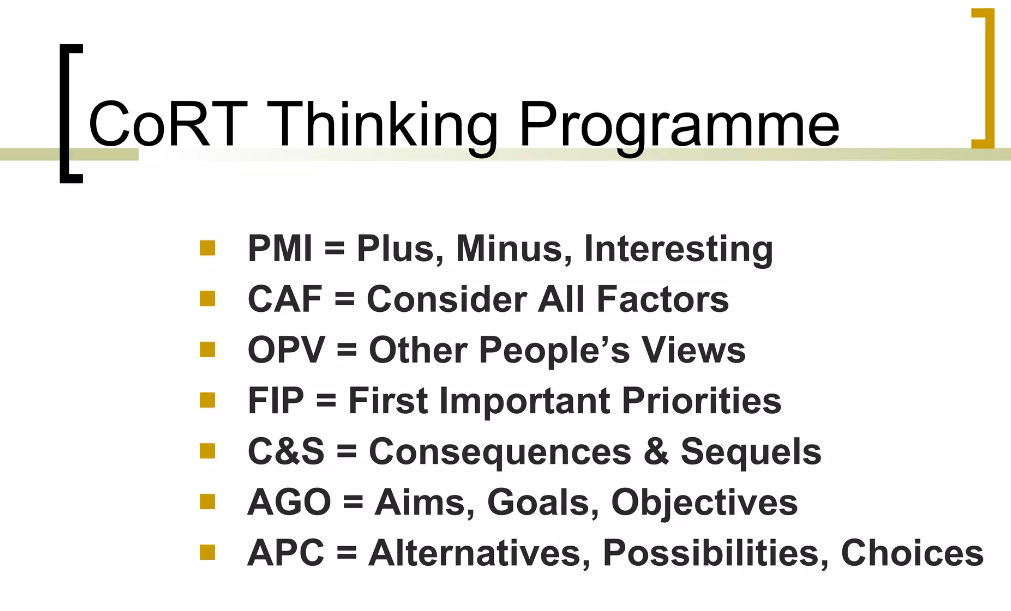 CoRT Thinking Programme
PMI = Plus, Minus, Interesting
CAF = Consider All Factors
OPV = Other People’s Views
FIP = First Important Priorities
C&S = Consequences & Sequels
AGO = Aims, Goals, Objectives
APC = Alternatives, Possibilities, Choices